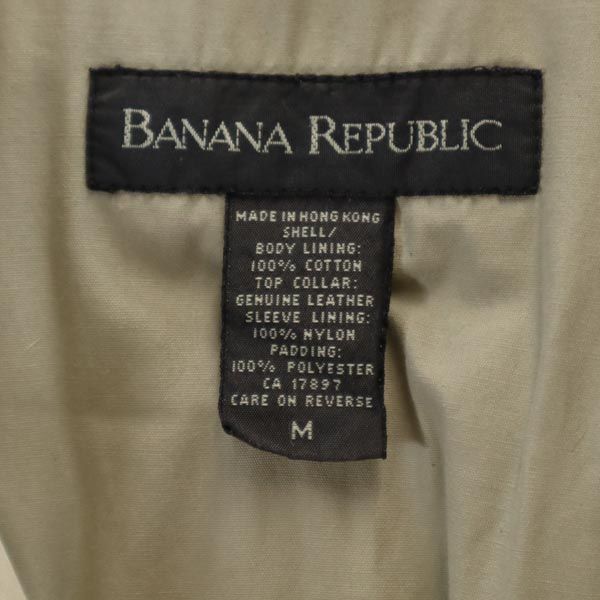 BANANA REPUBLIC
MADE IN HONG KONG
SHELL/
BODY LINING:
100% COTTON
TOP COLLAR:
GENUINE LEATHER
SLEEVE LINING:
100% NYLON
PADDING:
100% POLYESTER
CA 17897
CARE ON REVERSE
M